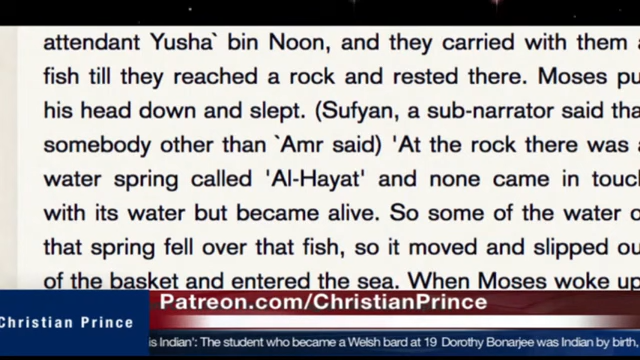 attendant Yusha` bin Noon, and they carried with them a
fish till they reached a rock and rested there. Moses pu
his head down and slept. (Sufyan, a sub-narrator said tha
somebody other than `Amr said) 'At the rock there was a
water spring called 'Al-Hayat' and none came in touc
with its water but became alive. So some of the water o
that spring fell over that fish, so it moved and slipped ou
of the basket and entered the sea. When Moses woke up
Patreon.com/ChristianPrince
Christian Prince
is Indian': The student who became a Welsh bard at 19 Dorothy Bonarjee was Indian by birth,